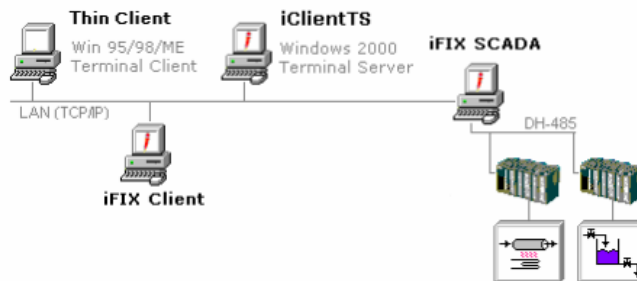 Thin Client
Win 95/98/ME
Terminal Client
iClientTS
Windows 2000
Terminal Server
iFIX SCADA
LAN (TCP/IP)
DH-485
iFIX Client